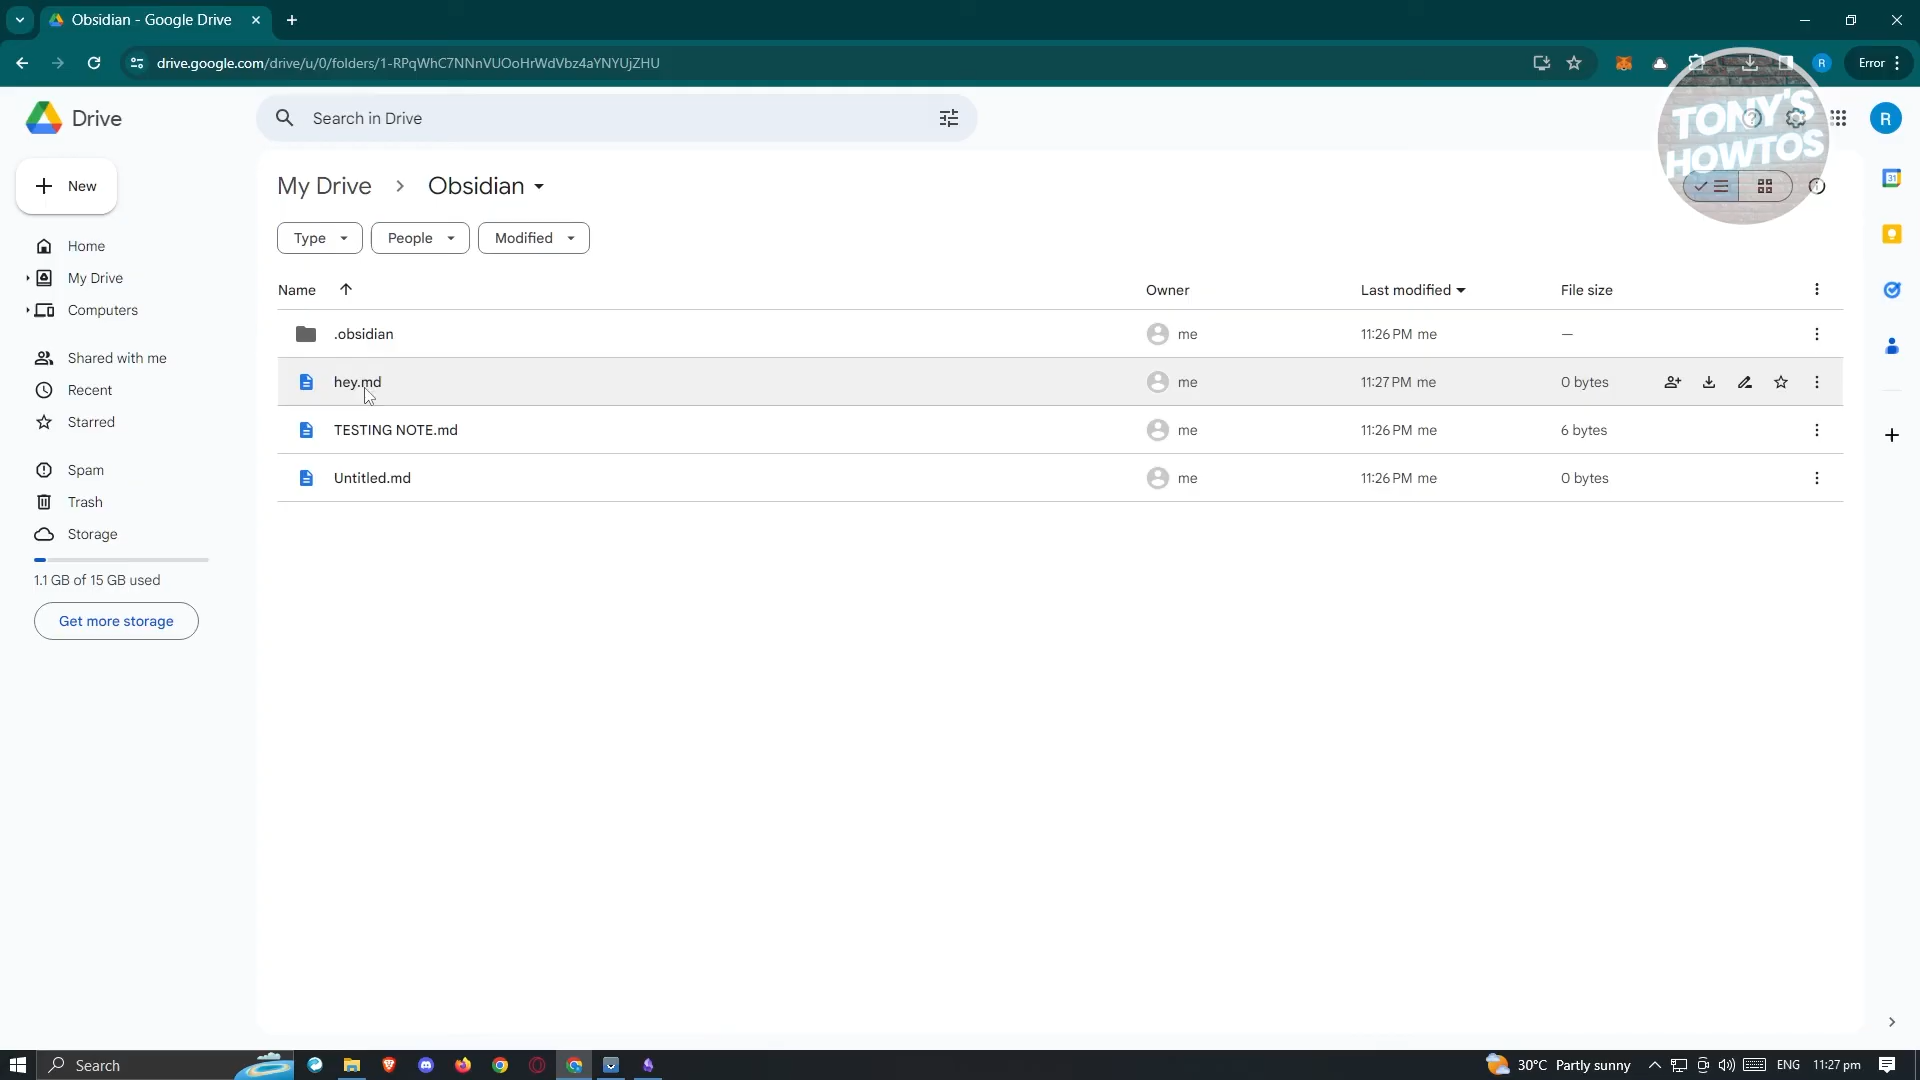 Obsidian - Google Drive
drive.google.com/drive/u/0/folders/1-RPqWhC7NNnVUOoHrWdVbz4aYNYUjZHU
R
Error
Drive
Search in Drive
TONY'S
HOWTOS
R
New
My Drive > Obsidian
31
Type
People
Modified
Home
My Drive
Computers
Shared with me
Recent
Starred
Spam
Trash
Storage
1.1 GB of 15 GB used
Get more storage
Name Owner Last modified File size
.obsidian me 11:26 PM me —
hey.md me 11:27 PM me 0 bytes
TESTING NOTE.md me 11:26 PM me 6 bytes
Untitled.md me 11:26 PM me 0 bytes
Search
30°C Partly sunny
ENG
11:27 pm